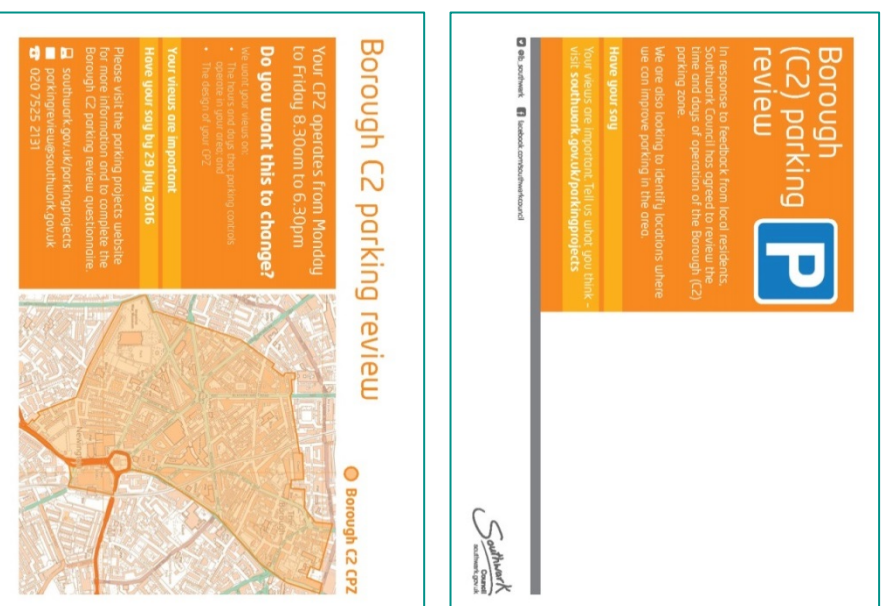 Borough C2 parking review
Your CPZ operates from Monday
to Friday 8.30am to 6.30pm
Do you want this to change?
We want your views on:
• The hours and days that parking controls
operate in your area and
• The design of your CPZ
Your views are important
Have your say by 29 July 2016
Please visit the parking projects website
for more information and to complete the
Borough C2 parking review questionnaire.
southwark.gov.uk/parkingprojects
parkingreview@southwark.gov.uk
020 7525 2131
Borough C2 CPZ
Borough
(C2) parking
review
P
In response to feedback from local residents,
Southwark Council has agreed to review the
time and days of operation of the Borough (C2)
parking zone.
We are also looking to identify locations where
we can improve parking in the area.
Have your say
Your views are important. Tell us what you think –
visit southwark.gov.uk/parkingprojects
@lb_southwark facebook.com/southwarkcouncil
Southwark
Council
southwark.gov.uk